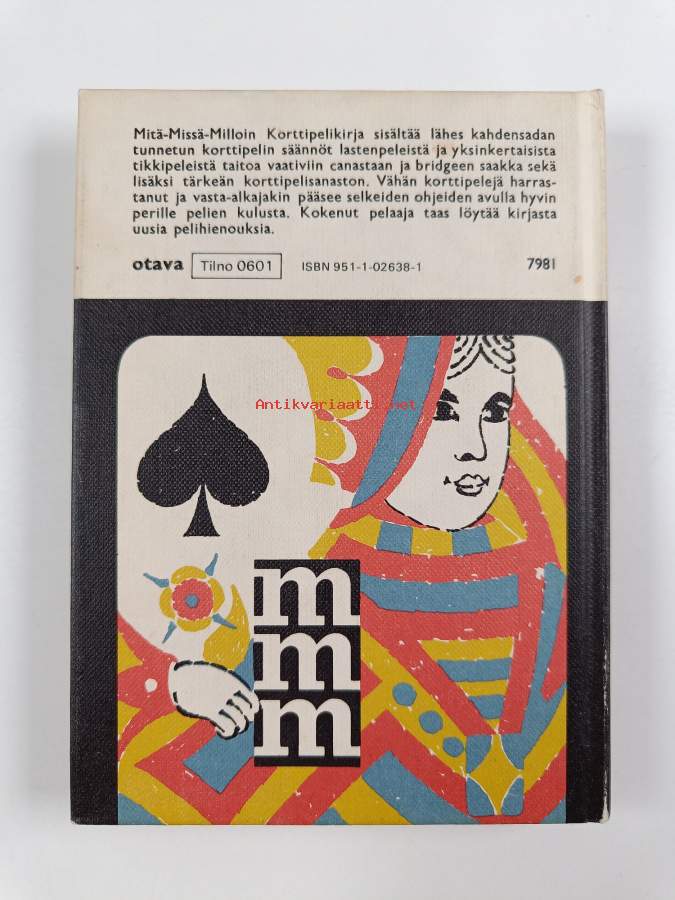 Mitä-Missä-Milloin Korttipelikirja sisältää lähes kahdensadan
tunnetun korttipelin säännöt lastenpeleistä ja yksinkertaisista
tikkipeleistä taitoa vaativiin canastaan ja bridgeen saakka sekä
lisäksi tärkeän korttipelisanaston. Vähän korttipelejä harras-
tanut ja vasta-alkajakin pääsee selkeiden ohjeiden avulla hyvin
perille pelien kulusta. Kokenut pelaaja taas löytää kirjasta
uusia pelihienouksia.
otava Tilno 0601 ISBN 951-1-02638-1 7981
Antikvariaatti.net
m
m
m